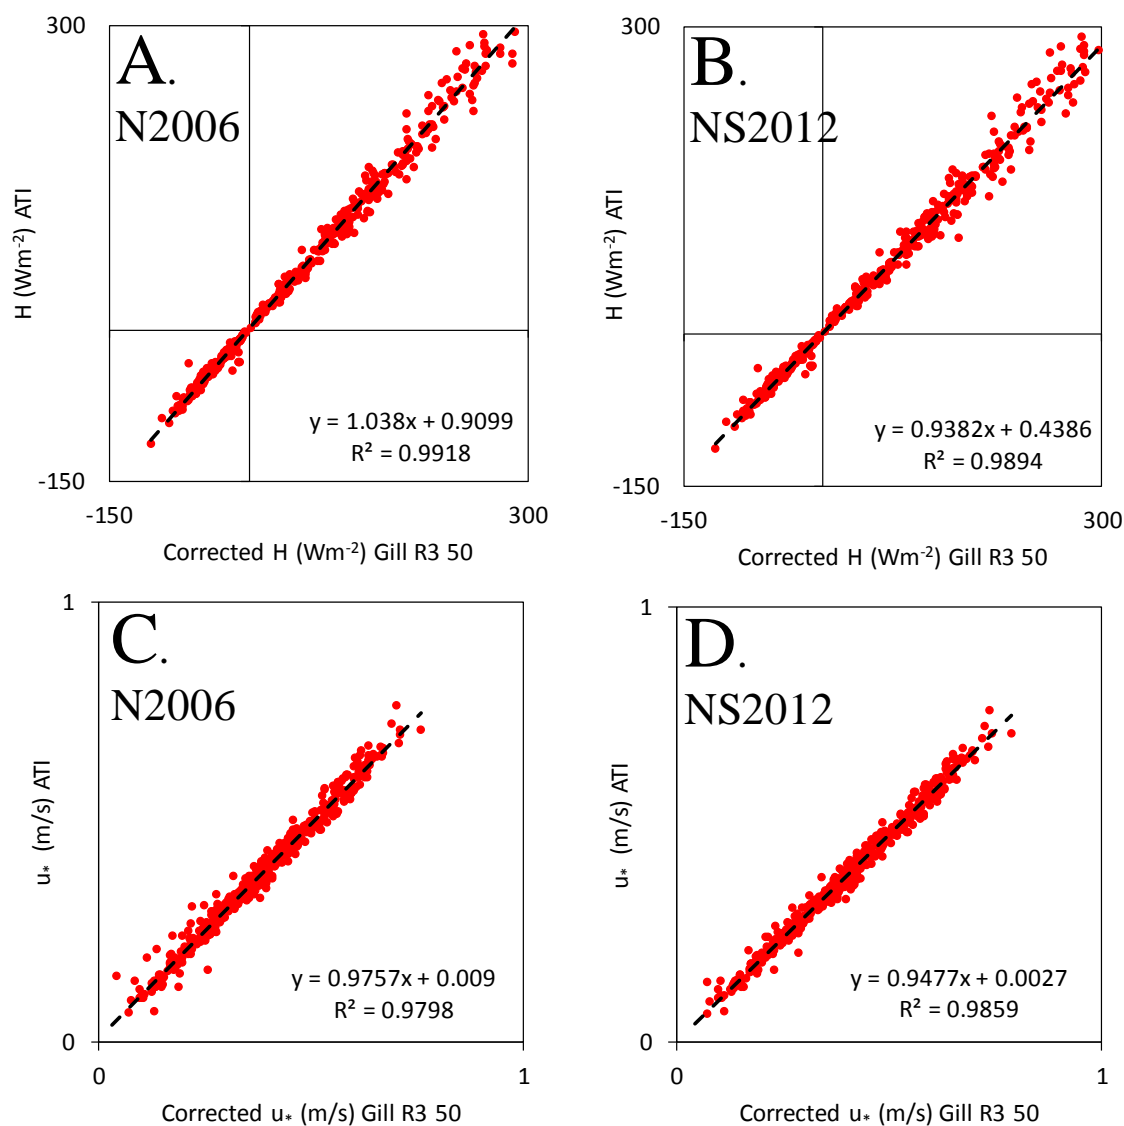 300
A.
N2006
H (Wm⁻²) ATI
y = 1.038x + 0.9099
R² = 0.9918
-150
-150
300
Corrected H (Wm⁻²) Gill R3 50
300
B.
NS2012
H (Wm⁻²) ATI
y = 0.9382x + 0.4386
R² = 0.9894
-150
-150
300
Corrected H (Wm⁻²) Gill R3 50
1
C.
N2006
u* (m/s) ATI
y = 0.9757x + 0.009
R² = 0.9798
0
0
1
Corrected u* (m/s) Gill R3 50
1
D.
NS2012
u* (m/s) ATI
y = 0.9477x + 0.0027
R² = 0.9859
0
0
1
Corrected u* (m/s) Gill R3 50